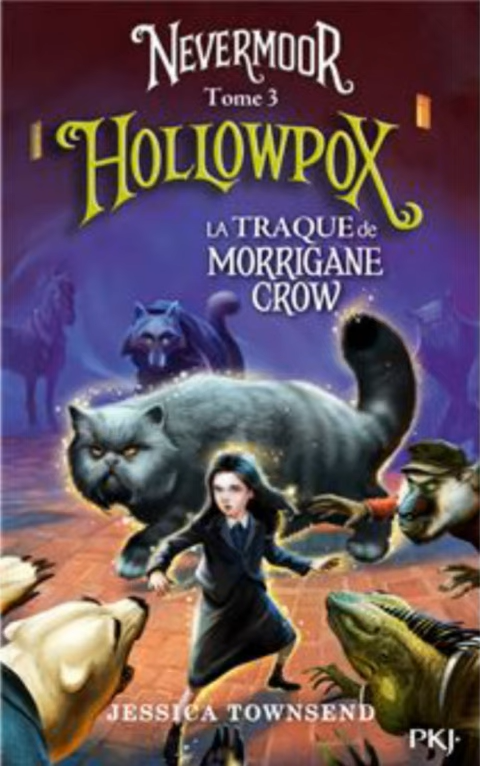 NEVERMOOR
Tome 3
HOLLOWPOX
LA TRAQUE de
MORRIGANE
CROW
JESSICA TOWNSEND
PKJ.